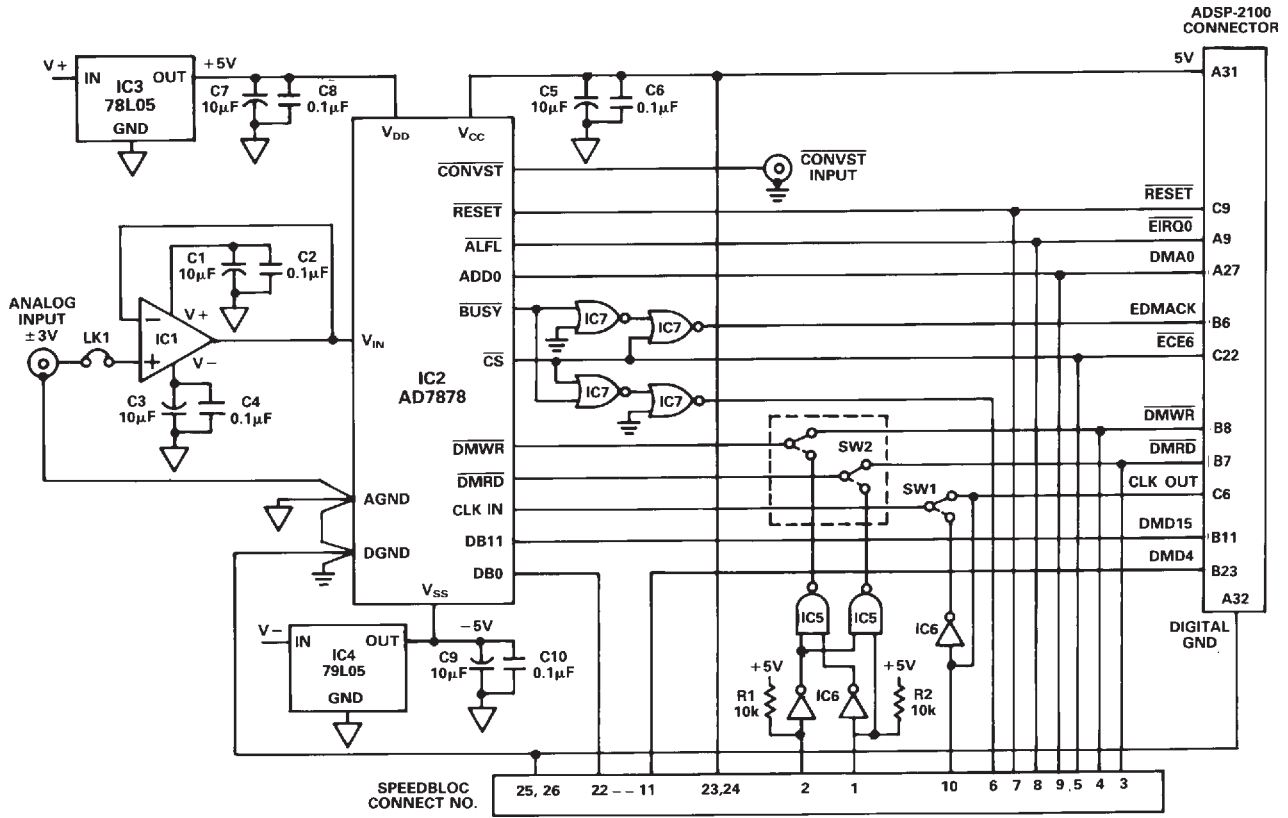 ADSP-2100
CONNECTOR
V+
IN
OUT
IC3
78L05
GND
+5V
C7
10μF
C8
0.1μF
VDD
VCC
C5
10μF
C6
0.1μF
5V
A31
CONVST
CONVST
INPUT
RESET
RESET
C9
ALFL
EIRQ0
A9
ADD0
DMA0
A27
C1
10μF
C2
0.1μF
ANALOG
INPUT
±3V
LK1
IC1
V+
V−
−
+
VIN
C3
10μF
C4
0.1μF
IC2
AD7878
BUSY
IC7
IC7
EDMACK
B6
CS
ECE6
C22
IC7
IC7
DMWR
SW2
DMWR
B8
DMRD
DMRD
B7
CLK IN
SW1
CLK OUT
C6
DB11
DMD15
B11
DB0
DMD4
B23
AGND
DGND
VSS
A32
DIGITAL
GND
V−
IN
OUT
IC4
79L05
GND
−5V
C9
10μF
C10
0.1μF
IC5
IC5
IC6
+5V
R1
10k
IC6
+5V
R2
10k
SPEEDBLOC
CONNECT NO.
25, 26 22 – – 11 23,24 2 1 10 6 7 8 9 5 4 3